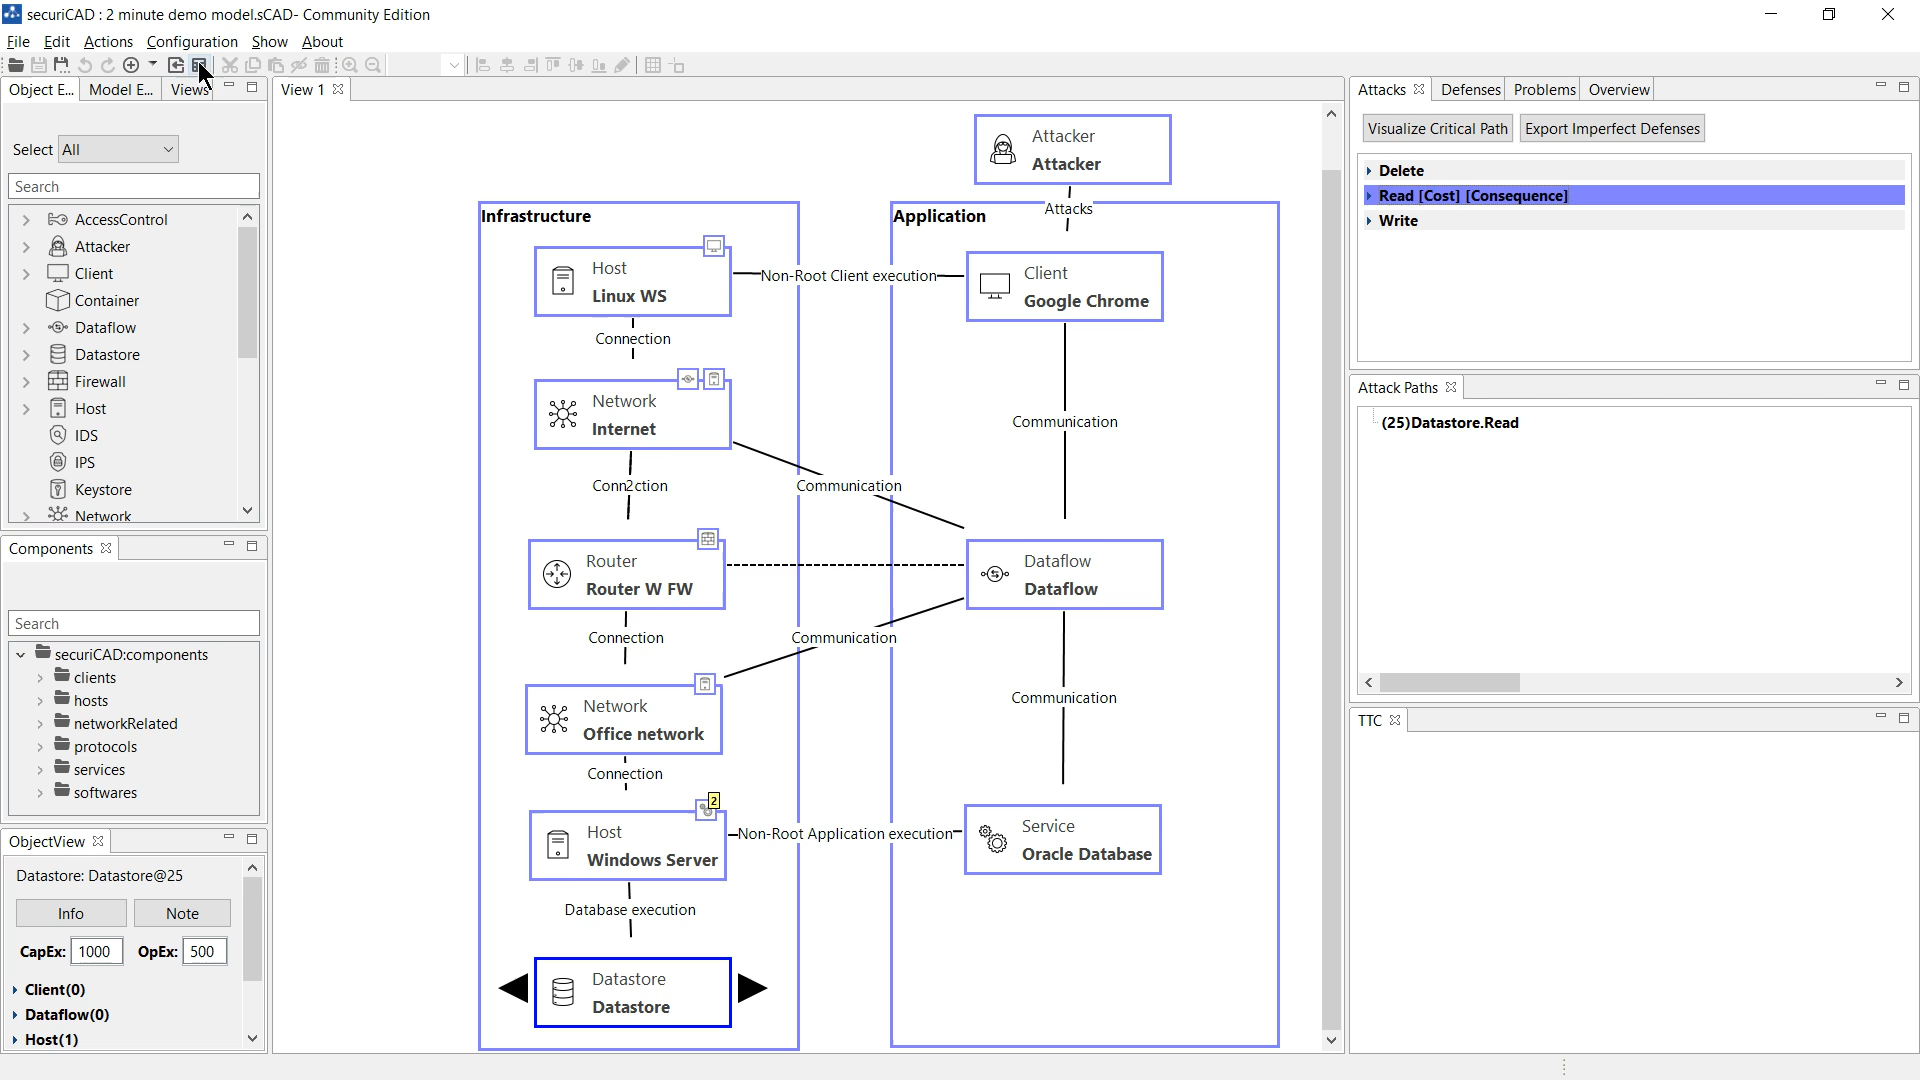 securiCAD : 2 minute demo model.sCAD- Community Edition
File Edit Actions Configuration Show About
Object E... Model E... Views
Select All
Search
AccessControl
Attacker
Client
Container
Dataflow
Datastore
Firewall
Host
IDS
IPS
Keystore
Network
Components
Search
securiCAD:components
clients
hosts
networkRelated
protocols
services
softwares
ObjectView
Datastore: Datastore@25
Info Note
CapEx: 1000 OpEx: 500
Client(0)
Dataflow(0)
Host(1)
View 1
Attacker
Attacker
Attacks
Infrastructure
Application
Host
Linux WS
Non-Root Client execution
Client
Google Chrome
Connection
Network
Internet
Communication
Conn2ction
Communication
Router
Router W FW
Dataflow
Dataflow
Connection
Communication
Network
Office network
Communication
Connection
2
Host
Windows Server
Non-Root Application execution
Service
Oracle Database
Database execution
Datastore
Datastore
Attacks Defenses Problems Overview
Visualize Critical Path Export Imperfect Defenses
Delete
Read [Cost] [Consequence]
Write
Attack Paths
(25)Datastore.Read
TTC